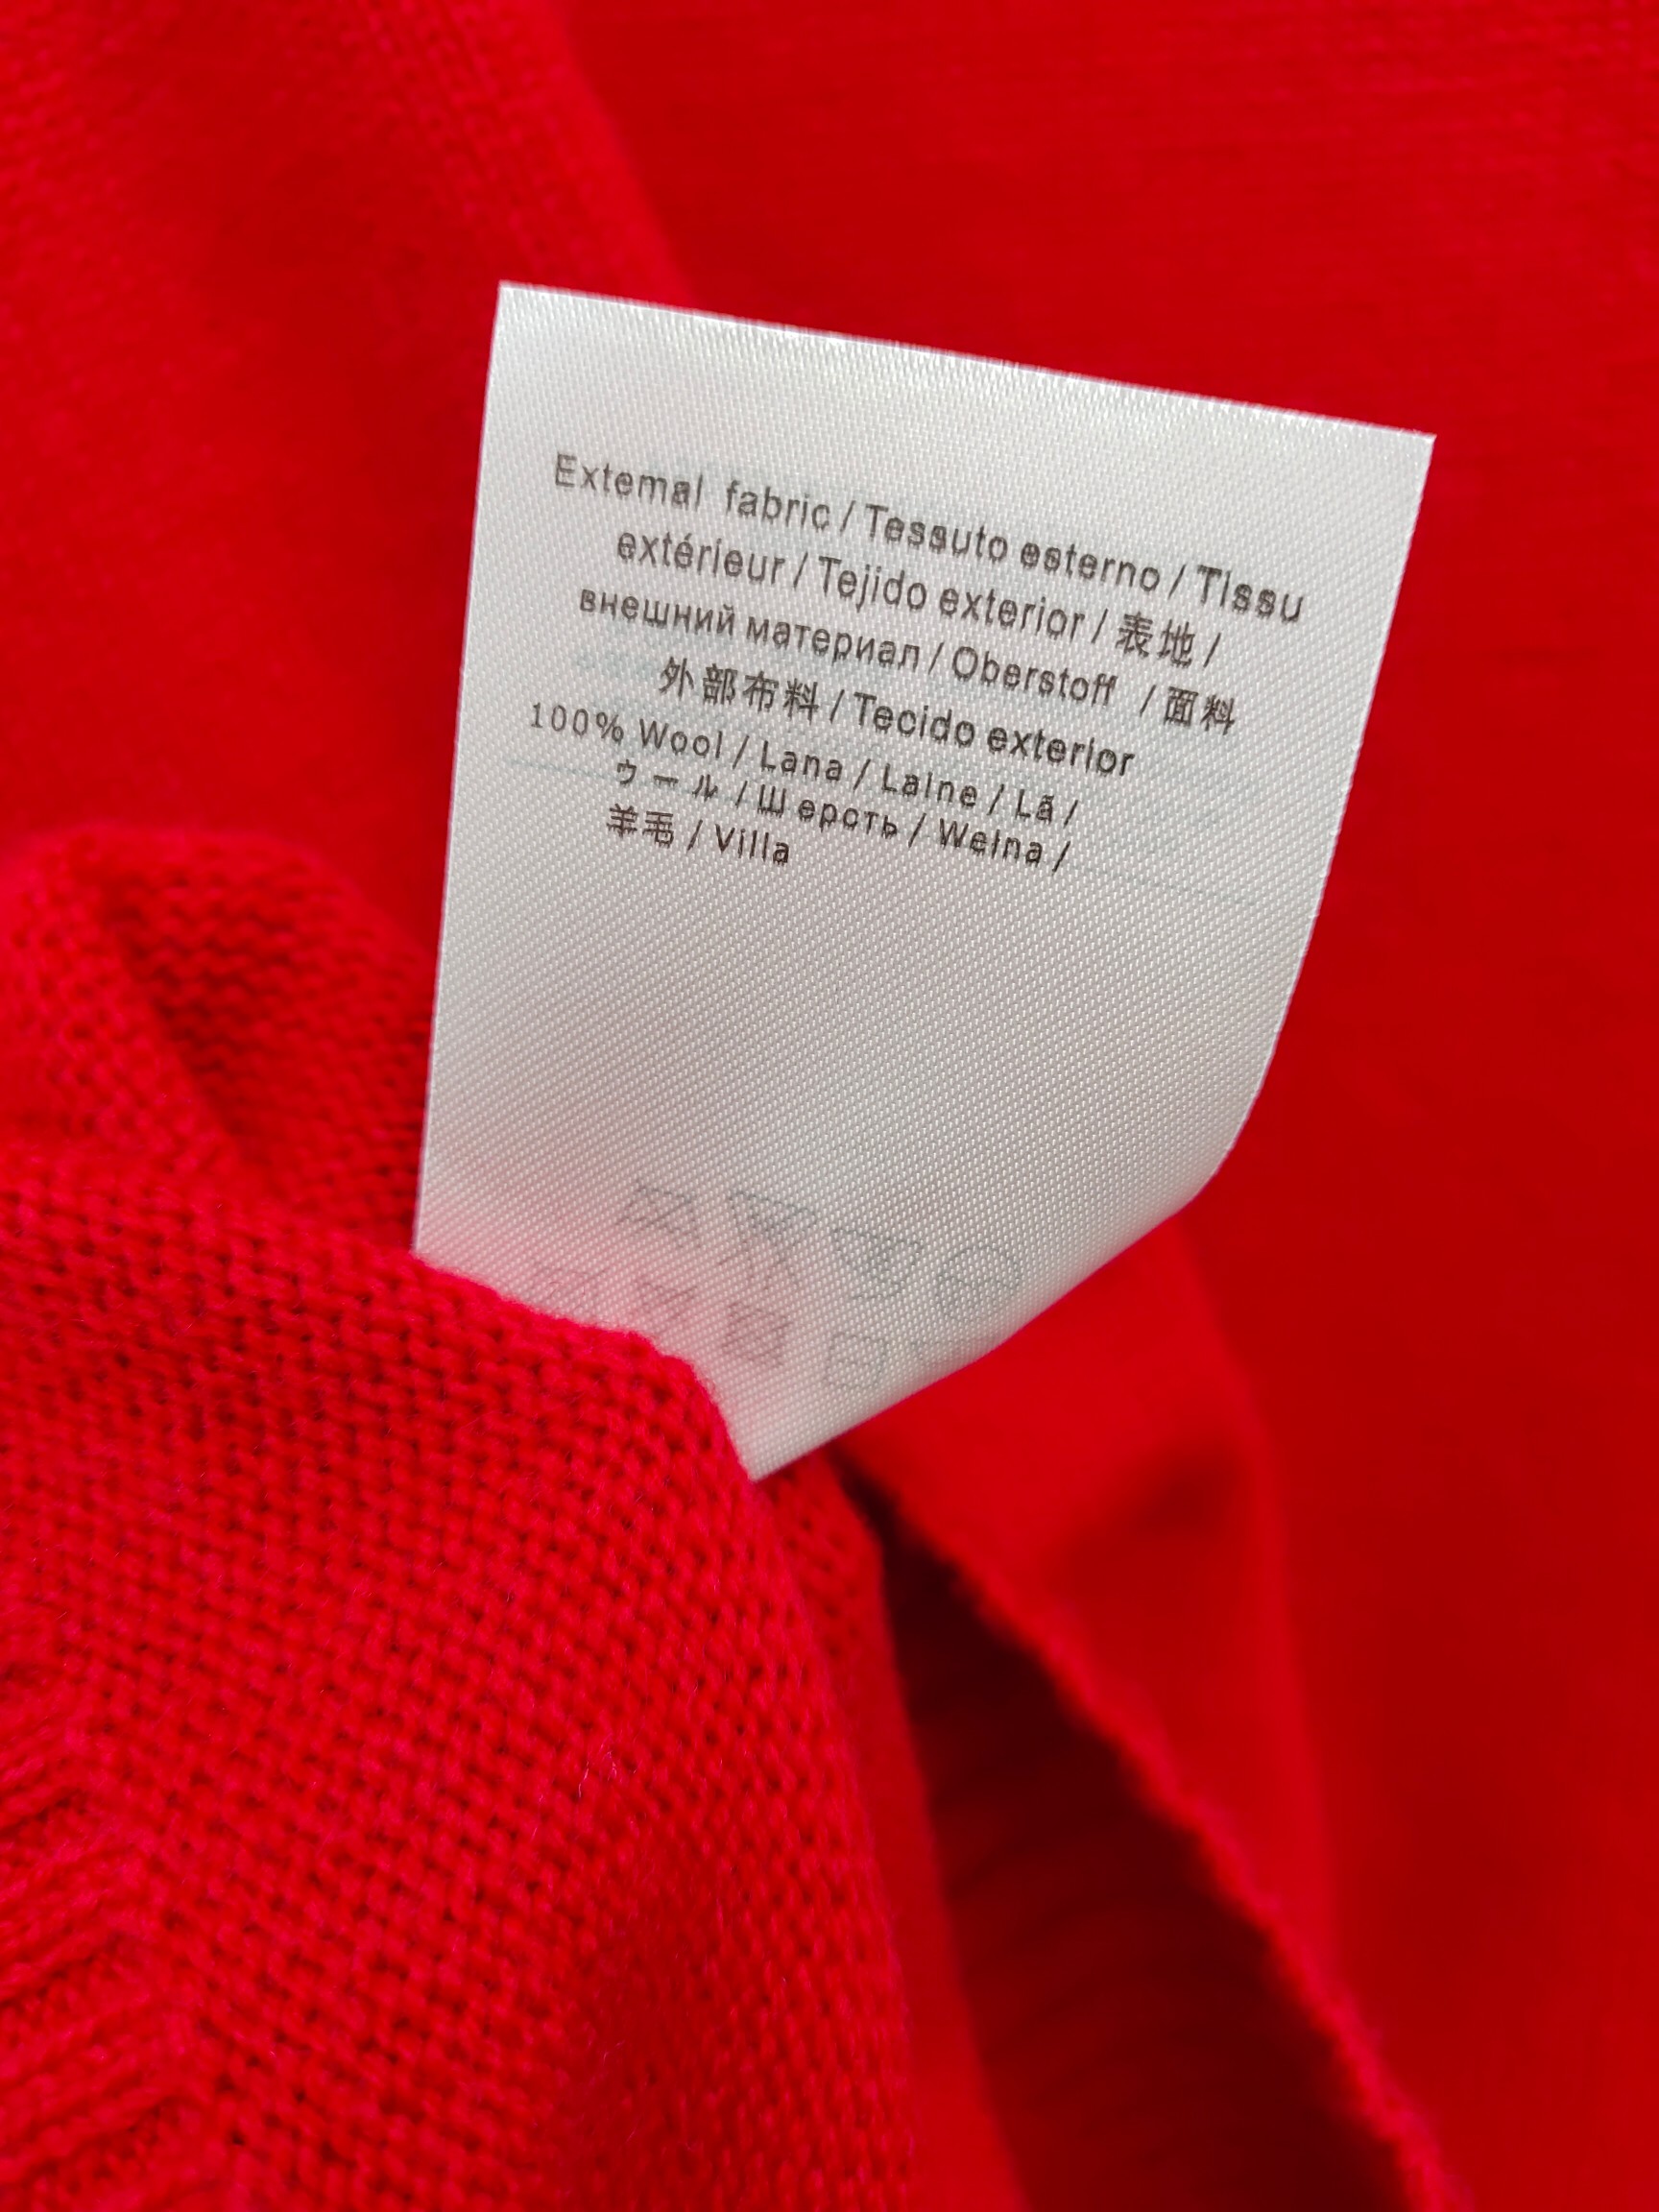 Extemal fabric / Tessuto esterno / Tissu
extérieur / Tejido exterior / 表地 /
внешний материал / Oberstoff / 面料
外部布料 / Tecido exterior
100% Wool / Lana / Laine / Lã /
ウール / Шерсть / Wełna /
羊毛 / Villa